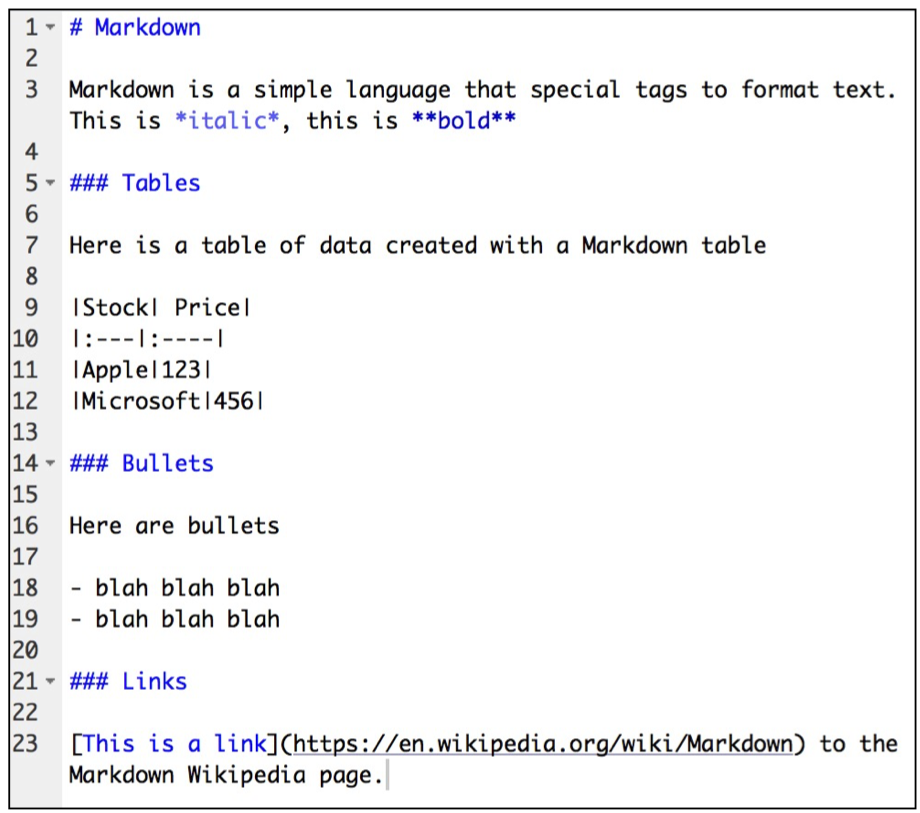 1 # Markdown
2
3 Markdown is a simple language that special tags to format text.
This is *italic*, this is **bold**
4
5 ### Tables
6
7 Here is a table of data created with a Markdown table
8
9 |Stock| Price|
10 |:---|:----|
11 |Apple|123|
12 |Microsoft|456|
13
14 ### Bullets
15
16 Here are bullets
17
18 - blah blah blah
19 - blah blah blah
20
21 ### Links
22
23 [This is a link](https://en.wikipedia.org/wiki/Markdown) to the
Markdown Wikipedia page.